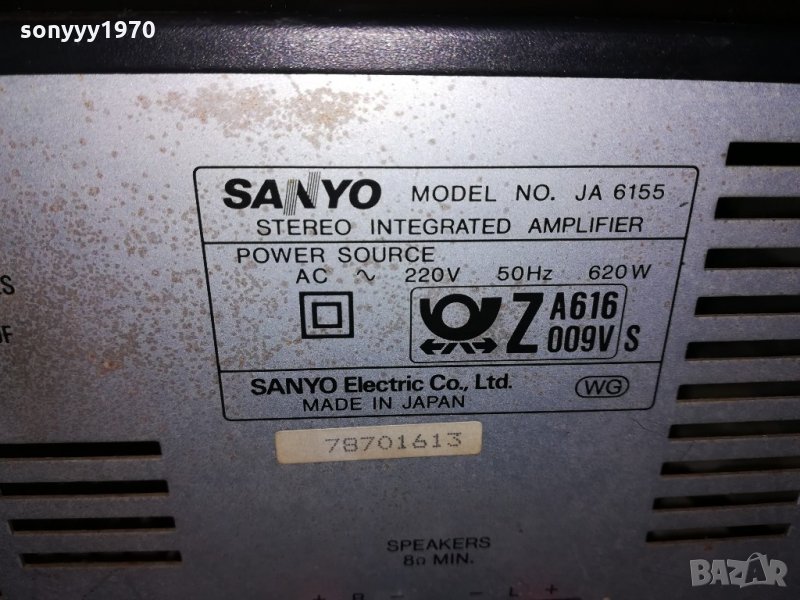 sonyyy1970
SANYO MODEL NO. JA 6155
STEREO INTEGRATED AMPLIFIER
POWER SOURCE
AC ~ 220V 50Hz 620W
Z A616
009V S
SANYO Electric Co., Ltd.
MADE IN JAPAN
WG
78701613
SPEAKERS
8Ω MIN.
+ R - - L +
BAZAR